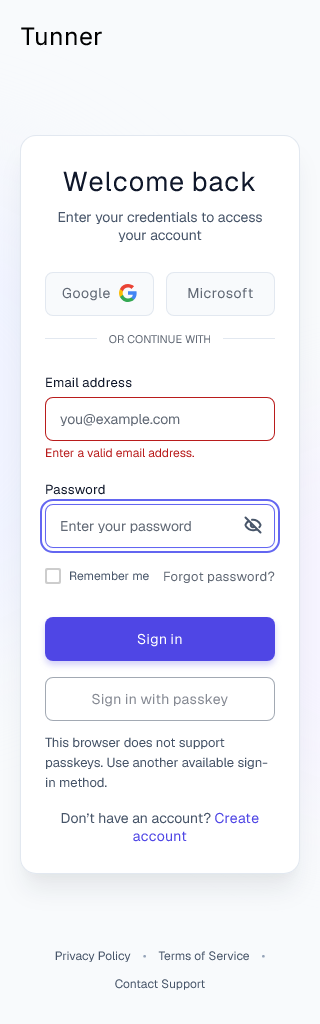 Tunner
Welcome back
Enter your credentials to access
your account
Google
Microsoft
OR CONTINUE WITH
Email address
you@example.com
Enter a valid email address.
Password
Enter your password
Remember me
Forgot password?
Sign in
Sign in with passkey
This browser does not support
passkeys. Use another available sign-
in method.
Don’t have an account? Create
account
Privacy Policy • Terms of Service •
Contact Support